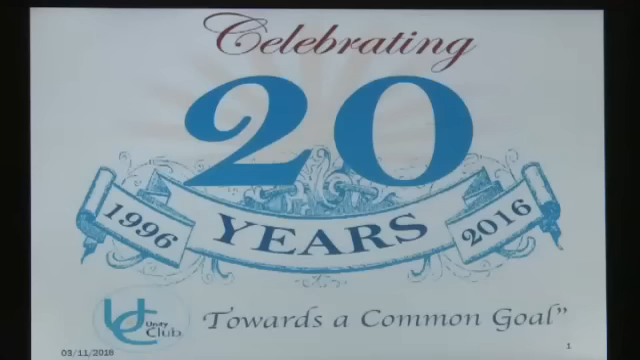 Celebrating
20
1996 YEARS 2016
UC Unity Club
Towards a Common Goal”
03/11/2016 1